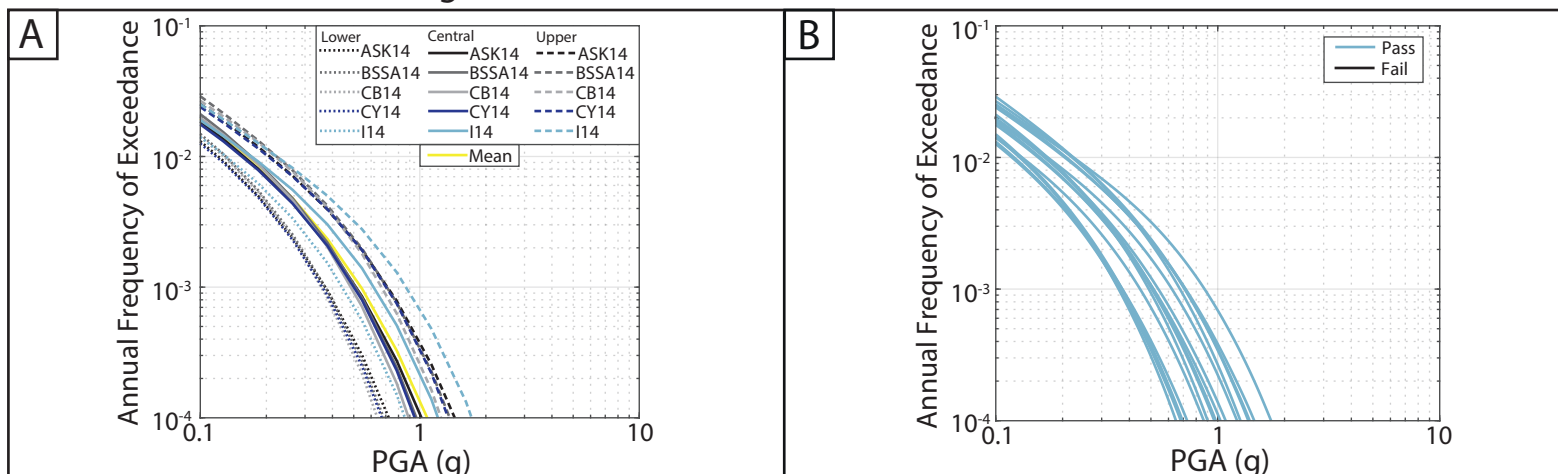 A
Annual Frequency of Exceedance
10-1
10-2
10-3
10-4
0.1
1
10
PGA (g)
Lower Central Upper
ASK14 ASK14 ASK14
BSSA14 BSSA14 BSSA14
CB14 CB14 CB14
CY14 CY14 CY14
I14 I14 I14
Mean
B
Annual Frequency of Exceedance
10-1
10-2
10-3
10-4
0.1
1
10
PGA (g)
Pass
Fail